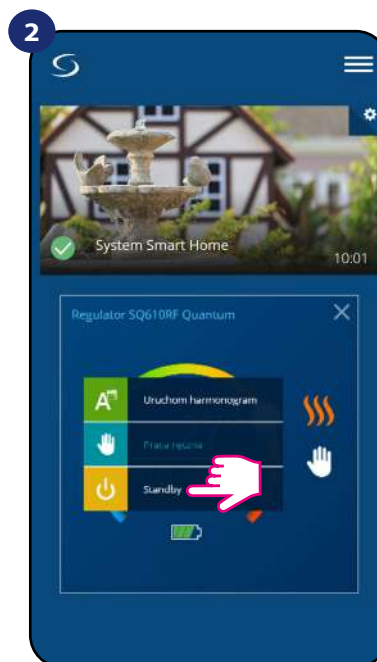 2
System Smart Home
10:01
Regulator SQ610RF Quantum
A
Uruchom harmonogram
Praca ręczna
Standby